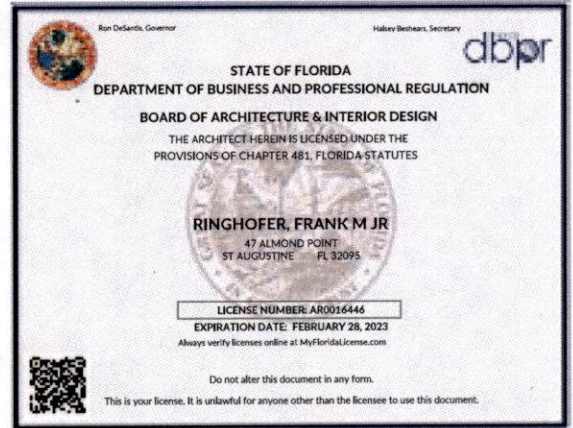 Ron DeSantis, Governor
Halsey Beshears, Secretary
dbpr
STATE OF FLORIDA
DEPARTMENT OF BUSINESS AND PROFESSIONAL REGULATION
BOARD OF ARCHITECTURE & INTERIOR DESIGN
THE ARCHITECT HEREIN IS LICENSED UNDER THE
PROVISIONS OF CHAPTER 481, FLORIDA STATUTES
RINGHOFER, FRANK M JR
47 ALMOND POINT
ST AUGUSTINE FL 32095
LICENSE NUMBER: AR0016446
EXPIRATION DATE: FEBRUARY 28, 2023
Always verify licenses online at MyFloridaLicense.com
Do not alter this document in any form.
This is your license. It is unlawful for anyone other than the licensee to use this document.